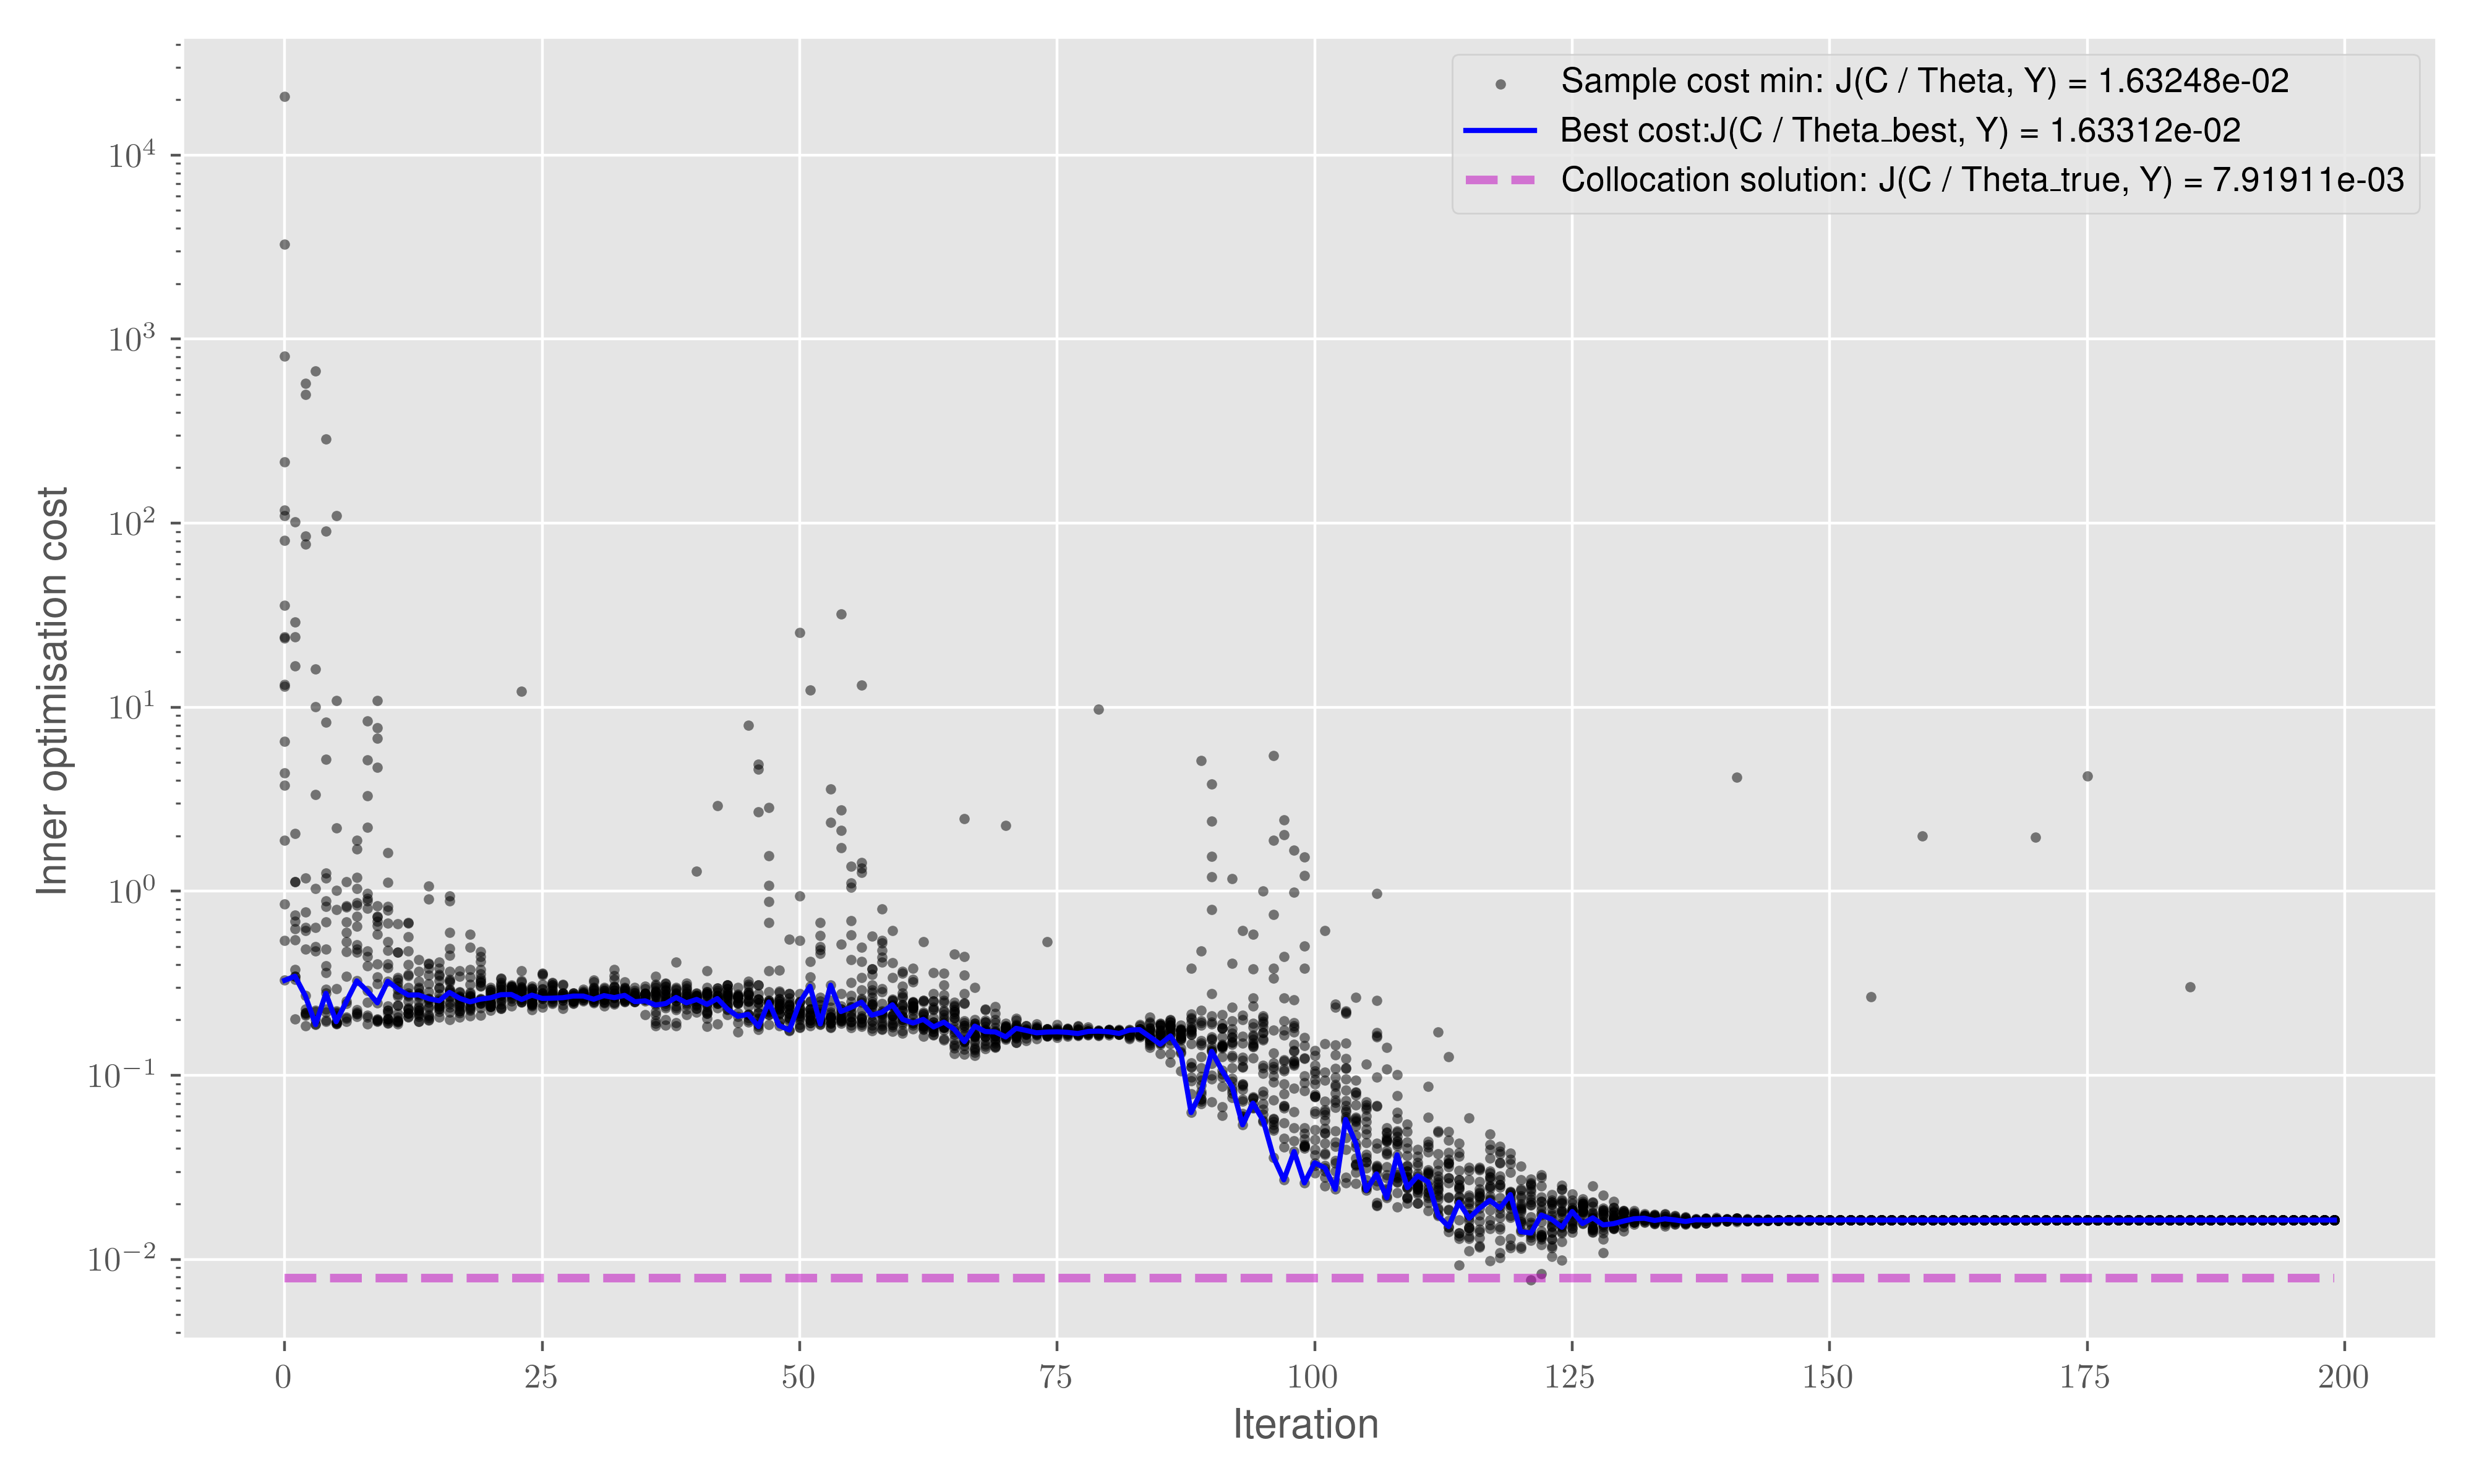 Sample cost min: J(C / Theta, Y) = 1.63248e-02
Best cost:J(C / Theta_best, Y) = 1.63312e-02
Collocation solution: J(C / Theta_true, Y) = 7.91911e-03
10^4
10^3
10^2
10^1
10^0
10^-1
10^-2
Inner optimisation cost
0 25 50 75 100 125 150 175 200
Iteration